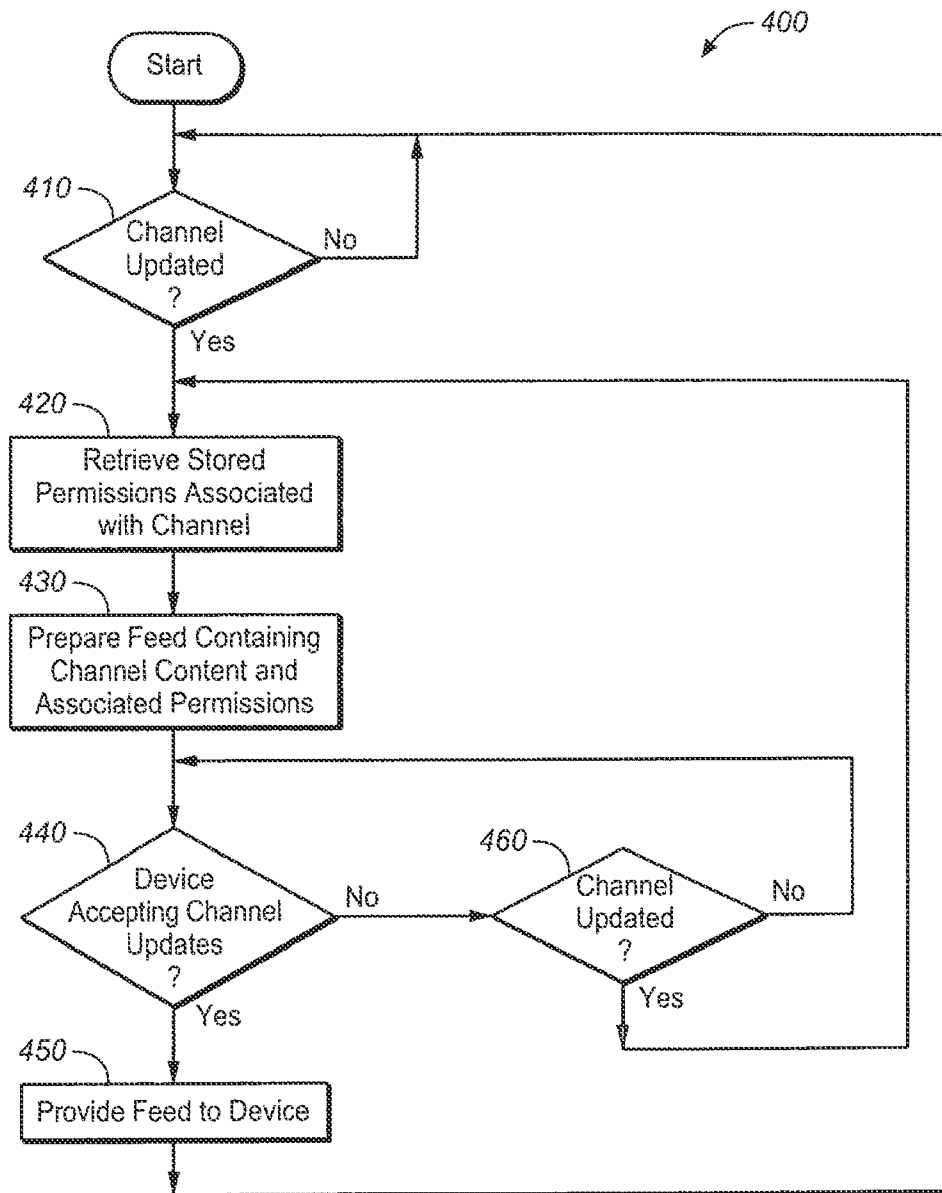 400
Start
410
Channel
Updated
?
No
Yes
420
Retrieve Stored
Permissions Associated
with Channel
430
Prepare Feed Containing
Channel Content and
Associated Permissions
440
Device
Accepting Channel
Updates
?
No
Yes
460
Channel
Updated
?
No
Yes
450
Provide Feed to Device